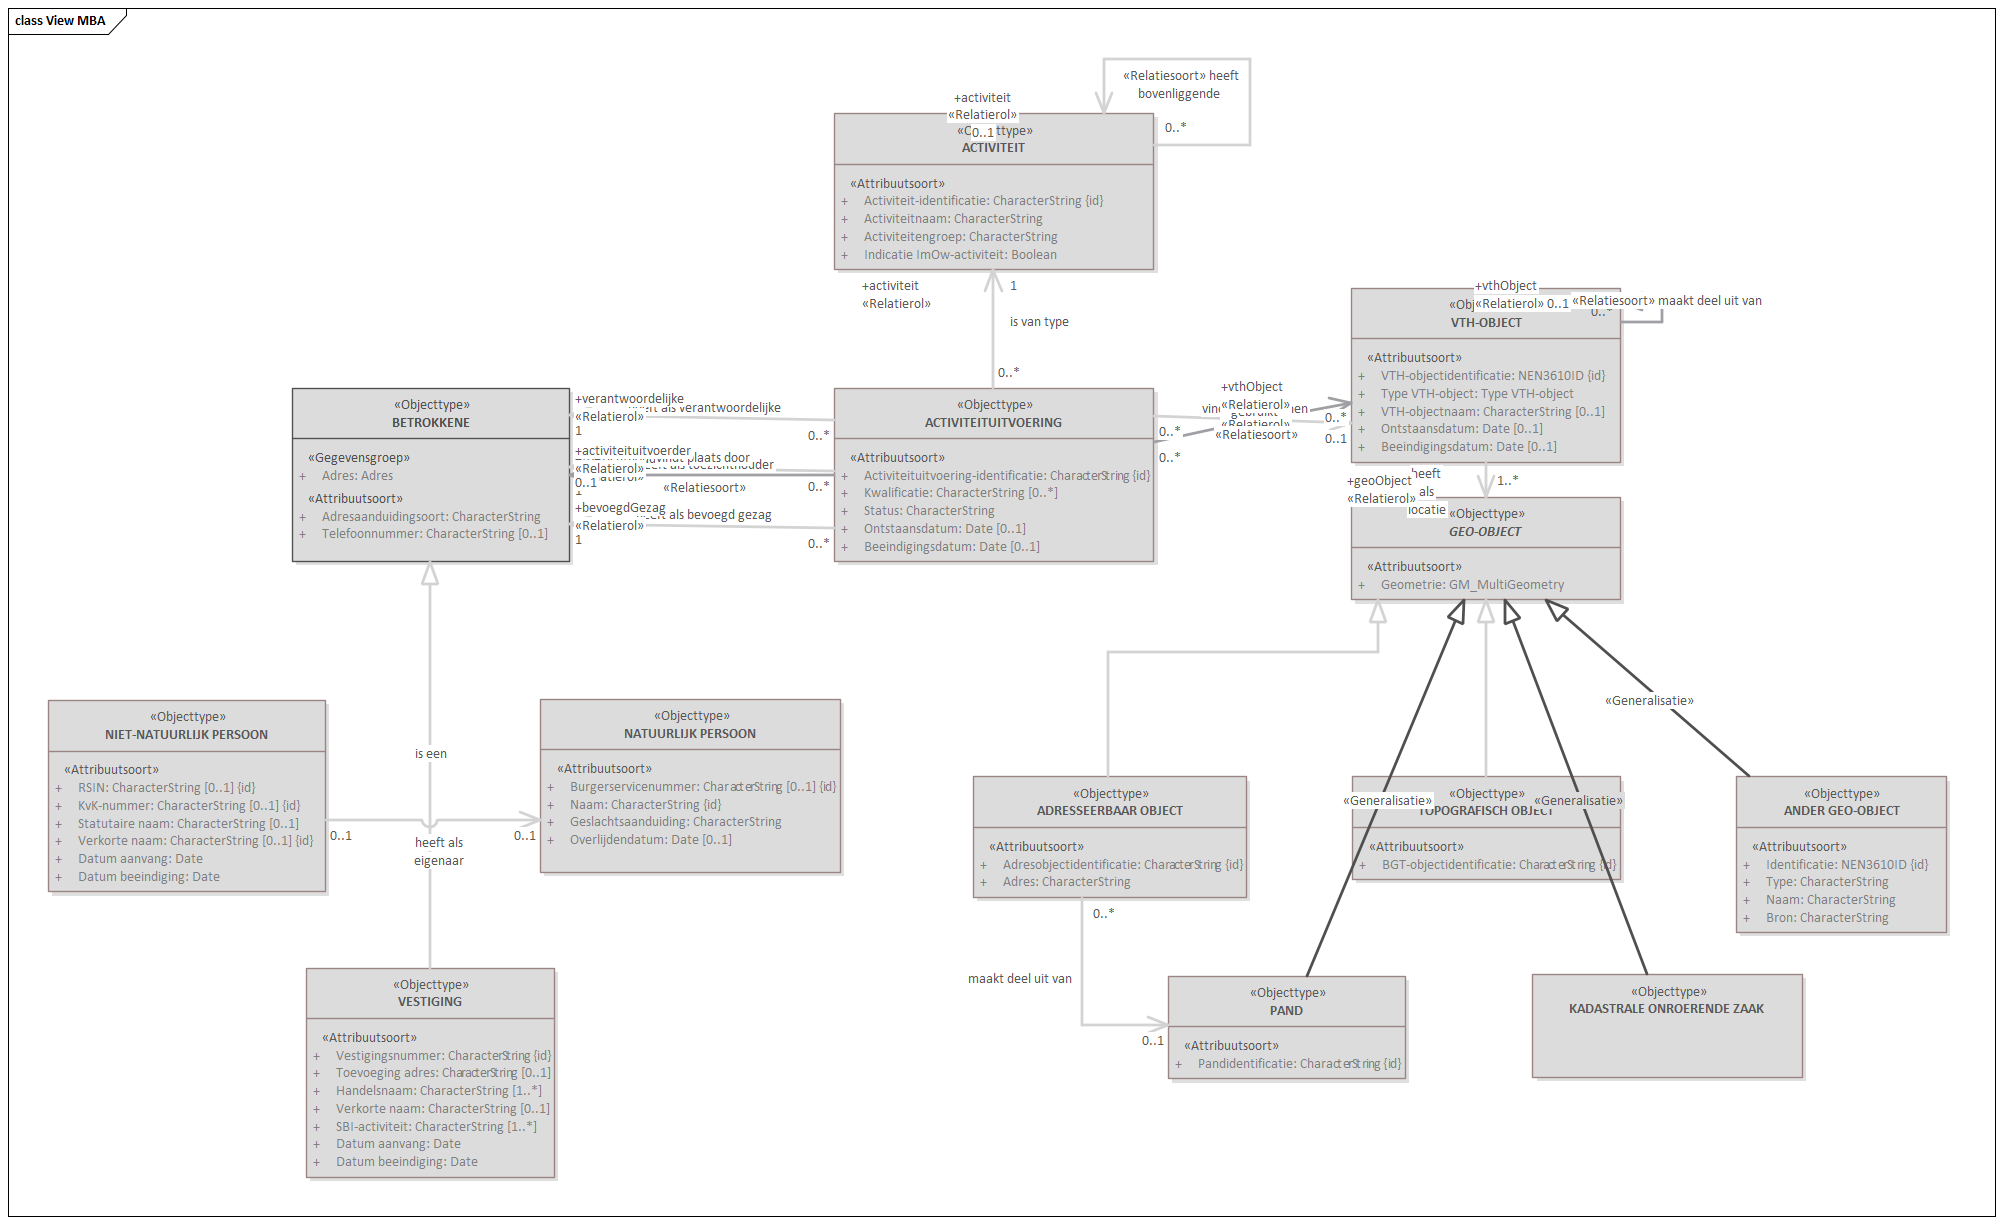 class View MBA
«Relatiesoort» heeft
bovenliggende
0..*
+activiteit
«Relatierol»
0..1
ACTIVITEIT
«Attribuutsoort»
+ Activiteit-identificatie: CharacterString {id}
+ Activiteitnaam: CharacterString
+ Activiteitengroep: CharacterString
+ Indicatie ImOw-activiteit: Boolean
+activiteit
«Relatierol»
1
is van type
0..*
+vthObject
«Relatierol» 0..1
«Relatiesoort» maakt deel uit van
0..*
VTH-OBJECT
«Attribuutsoort»
+ VTH-objectidentificatie: NEN3610ID {id}
+ Type VTH-object: Type VTH-object
+ VTH-objectnaam: CharacterString [0..1]
+ Ontstaansdatum: Date [0..1]
+ Beeindigingsdatum: Date [0..1]
«Objecttype»
BETROKKENE
«Gegevensgroep»
+ Adres: Adres
«Attribuutsoort»
+ Adresaanduidingsoort: CharacterString
+ Telefoonnummer: CharacterString [0..1]
+verantwoordelijke
als verantwoordelijke
«Relatierol»
1
0..*
+activiteituitvoerder
plaats door
«Relatierol»
als toezichthouder
0..1
1
«Relatiesoort»
0..*
+bevoegdGezag
als bevoegd gezag
«Relatierol»
1
0..*
«Objecttype»
ACTIVITEITUITVOERING
«Attribuutsoort»
+ Activiteituitvoering-identificatie: CharacterString {id}
+ Kwalificatie: CharacterString [0..*]
+ Status: CharacterString
+ Ontstaansdatum: Date [0..1]
+ Beeindigingsdatum: Date [0..1]
+vthObject
«Relatierol»
gebruikt
«Relatierol»
«Relatiesoort»
0..*
0..*
0..*
0..1
+geoObject
«Relatierol»
heeft
als
locatie
1..*
«Objecttype»
GEO-OBJECT
«Attribuutsoort»
+ Geometrie: GM_MultiGeometry
«Generalisatie»
«Objecttype»
NIET-NATUURLIJK PERSOON
«Attribuutsoort»
+ RSIN: CharacterString [0..1] {id}
+ KvK-nummer: CharacterString [0..1] {id}
+ Statutaire naam: CharacterString [0..1]
+ Verkorte naam: CharacterString [0..1] {id}
+ Datum aanvang: Date
+ Datum beeindiging: Date
is een
0..1
heeft als
eigenaar
0..1
«Objecttype»
NATUURLIJK PERSOON
«Attribuutsoort»
+ Burgerservicenummer: CharacterString [0..1] {id}
+ Naam: CharacterString {id}
+ Geslachtsaanduiding: CharacterString
+ Overlijdendatum: Date [0..1]
«Objecttype»
ADRESSEERBAAR OBJECT
«Attribuutsoort»
+ Adresobjectidentificatie: CharacterString {id}
+ Adres: CharacterString
«Objecttype»
«Generalisatie»
«Generalisatie»
TOPOGRAFISCH OBJECT
«Attribuutsoort»
+ BGT-objectidentificatie: CharacterString {id}
«Objecttype»
ANDER GEO-OBJECT
«Attribuutsoort»
+ Identificatie: NEN3610ID {id}
+ Type: CharacterString
+ Naam: CharacterString
+ Bron: CharacterString
0..*
maakt deel uit van
0..1
«Objecttype»
VESTIGING
«Attribuutsoort»
+ Vestigingsnummer: CharacterString {id}
+ Toevoeging adres: CharacterString [0..1]
+ Handelsnaam: CharacterString [1..*]
+ Verkorte naam: CharacterString [0..1]
+ SBI-activiteit: CharacterString [1..*]
+ Datum aanvang: Date
+ Datum beeindiging: Date
«Objecttype»
PAND
«Attribuutsoort»
+ Pandidentificatie: CharacterString {id}
«Objecttype»
KADASTRALE ONROERENDE ZAAK